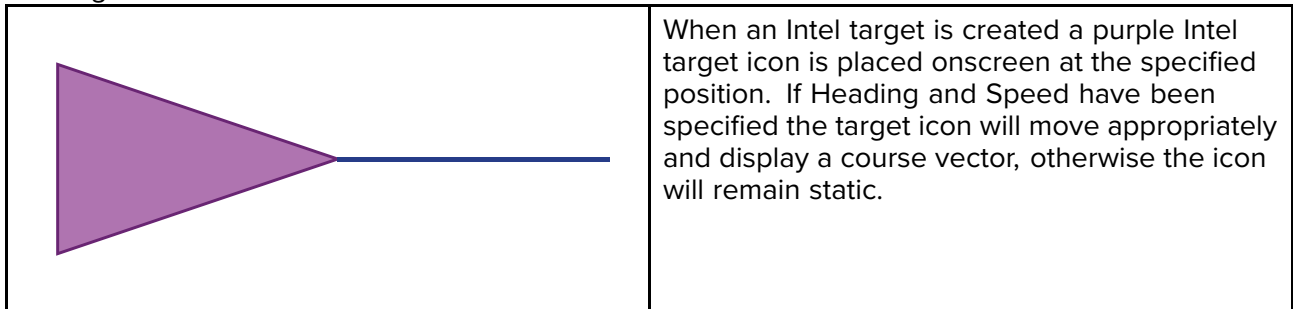 When an Intel target is created a purple Intel
target icon is placed onscreen at the specified
position. If Heading and Speed have been
specified the target icon will move appropriately
and display a course vector, otherwise the icon
will remain static.